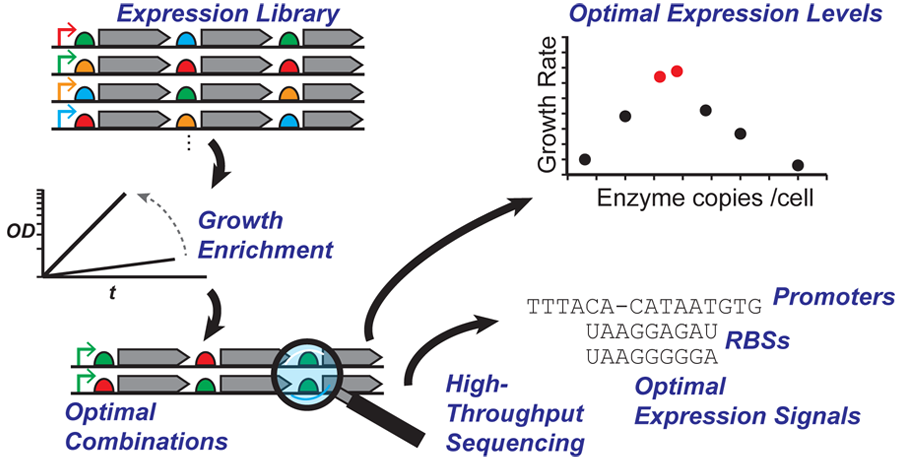 Expression Library
Optimal Expression Levels
Growth Rate
Enzyme copies /cell
OD
t
Growth
Enrichment
TTTACA-CATAATGTG Promoters
UAAGGAGAU RBSs
UAAGGGGGA
Optimal
Expression Signals
High-
Throughput
Sequencing
Optimal
Combinations